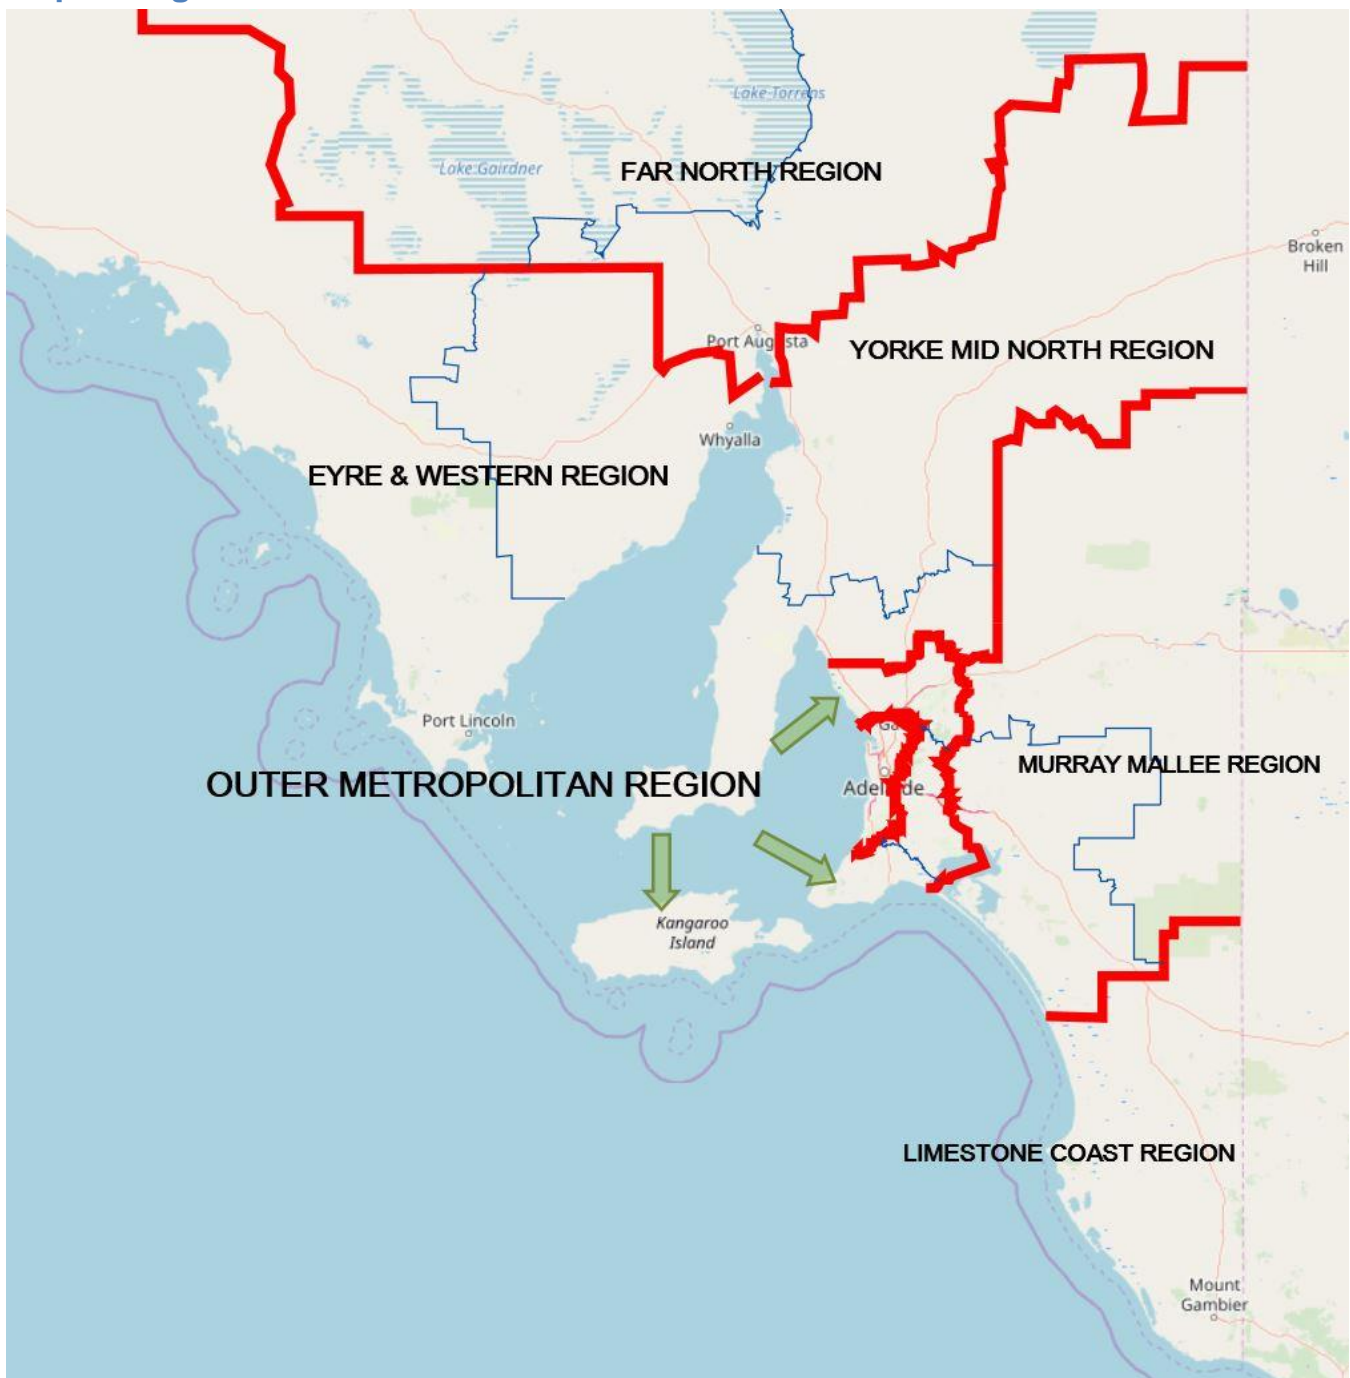 Lake Torrens
Lake Gairdner
FAR NORTH REGION
Broken
Hill
Port Augusta
YORKE MID NORTH REGION
Whyalla
EYRE & WESTERN REGION
Port Lincoln
OUTER METROPOLITAN REGION
MURRAY MALLEE REGION
Adelaide
Kangaroo
Island
LIMESTONE COAST REGION
Mount
Gambier